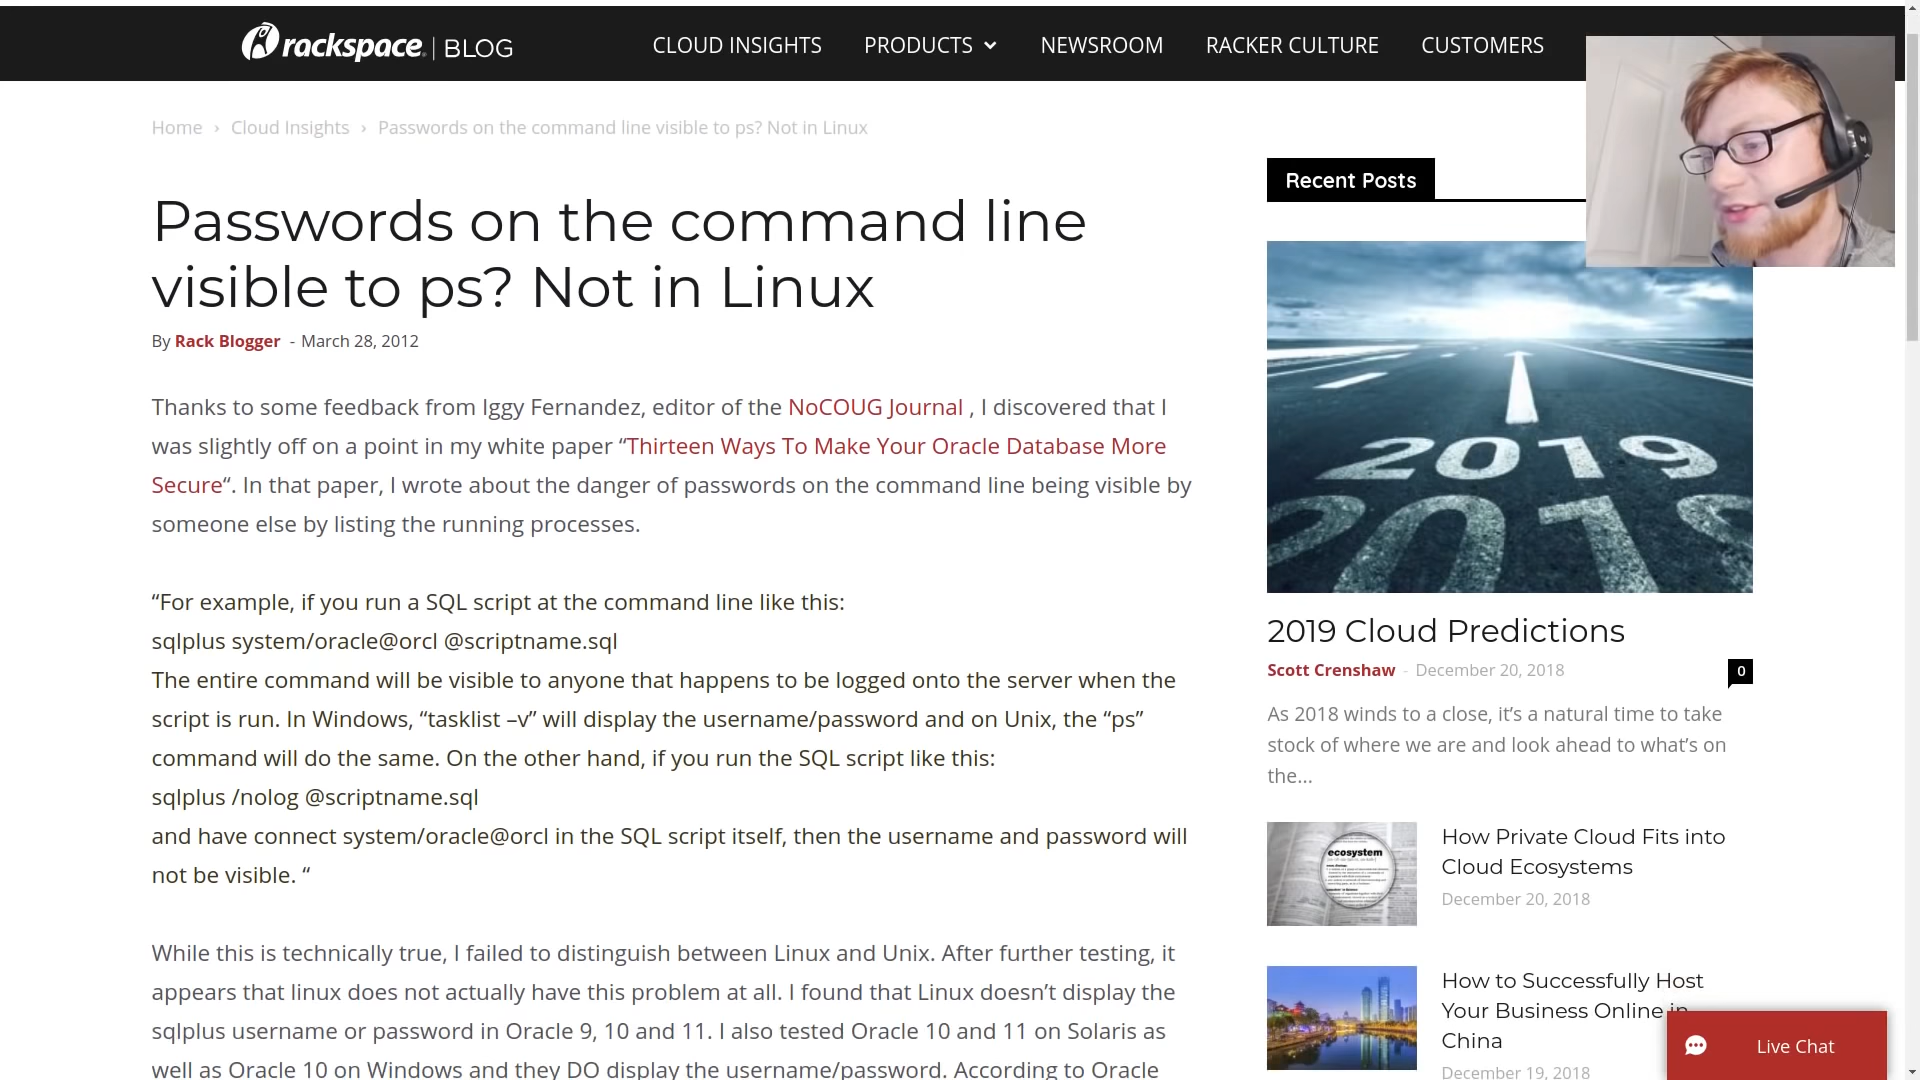 rackspace | BLOG
CLOUD INSIGHTS PRODUCTS NEWSROOM RACKER CULTURE CUSTOMERS
Home › Cloud Insights › Passwords on the command line visible to ps? Not in Linux
Passwords on the command line
visible to ps? Not in Linux
By Rack Blogger - March 28, 2012
Thanks to some feedback from Iggy Fernandez, editor of the NoCOUG Journal , I discovered that I
was slightly off on a point in my white paper “Thirteen Ways To Make Your Oracle Database More
Secure“. In that paper, I wrote about the danger of passwords on the command line being visible by
someone else by listing the running processes.
“For example, if you run a SQL script at the command line like this:
sqlplus system/oracle@orcl @scriptname.sql
The entire command will be visible to anyone that happens to be logged onto the server when the
script is run. In Windows, “tasklist –v” will display the username/password and on Unix, the “ps”
command will do the same. On the other hand, if you run the SQL script like this:
sqlplus /nolog @scriptname.sql
and have connect system/oracle@orcl in the SQL script itself, then the username and password will
not be visible. “
While this is technically true, I failed to distinguish between Linux and Unix. After further testing, it
appears that linux does not actually have this problem at all. I found that Linux doesn’t display the
sqlplus username or password in Oracle 9, 10 and 11. I also tested Oracle 10 and 11 on Solaris as
well as Oracle 10 on Windows and they DO display the username/password. According to Oracle
Recent Posts
2019
201
2019 Cloud Predictions
Scott Crenshaw - December 20, 2018
0
As 2018 winds to a close, it’s a natural time to take
stock of where we are and look ahead to what’s on
the...
ecosystem
How Private Cloud Fits into
Cloud Ecosystems
December 20, 2018
How to Successfully Host
Your Business Online in
China
December 19, 2018
Live Chat